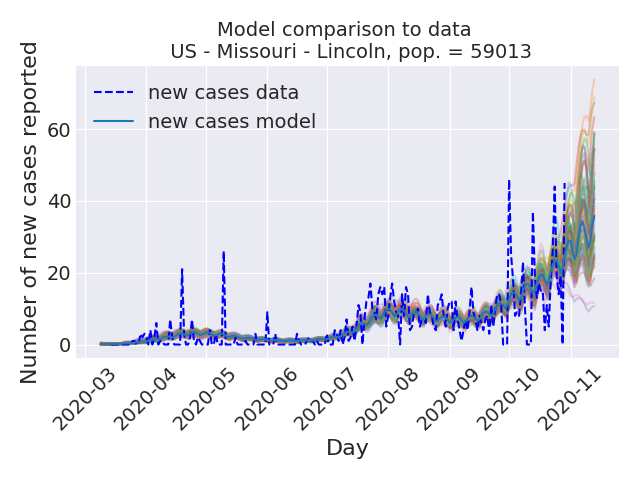 Model comparison to data
US - Missouri - Lincoln, pop. = 59013
new cases data
new cases model
Number of new cases reported
60
40
20
0
2020-03
2020-04
2020-05
2020-06
2020-07
2020-08
2020-09
2020-10
2020-11
Day